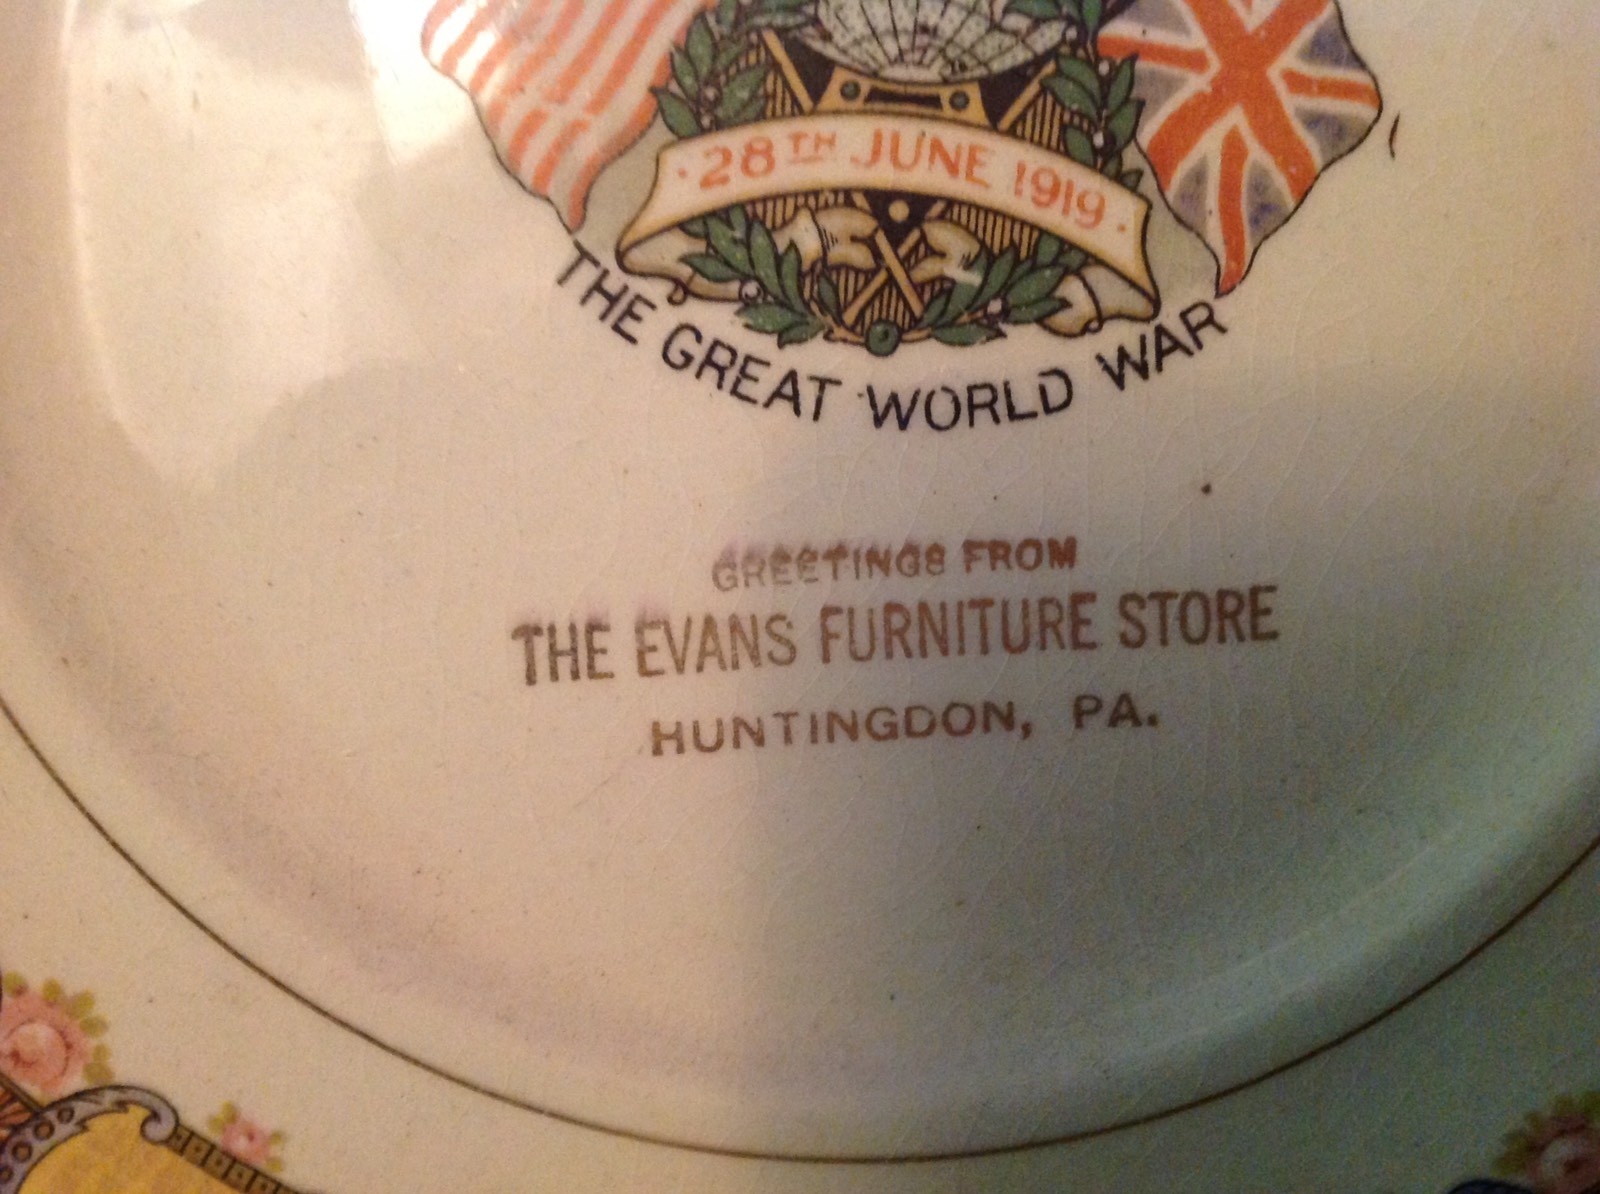 · 28TH JUNE 1919 ·
THE GREAT WORLD WAR
GREETINGS FROM
THE EVANS FURNITURE STORE
HUNTINGDON, PA.